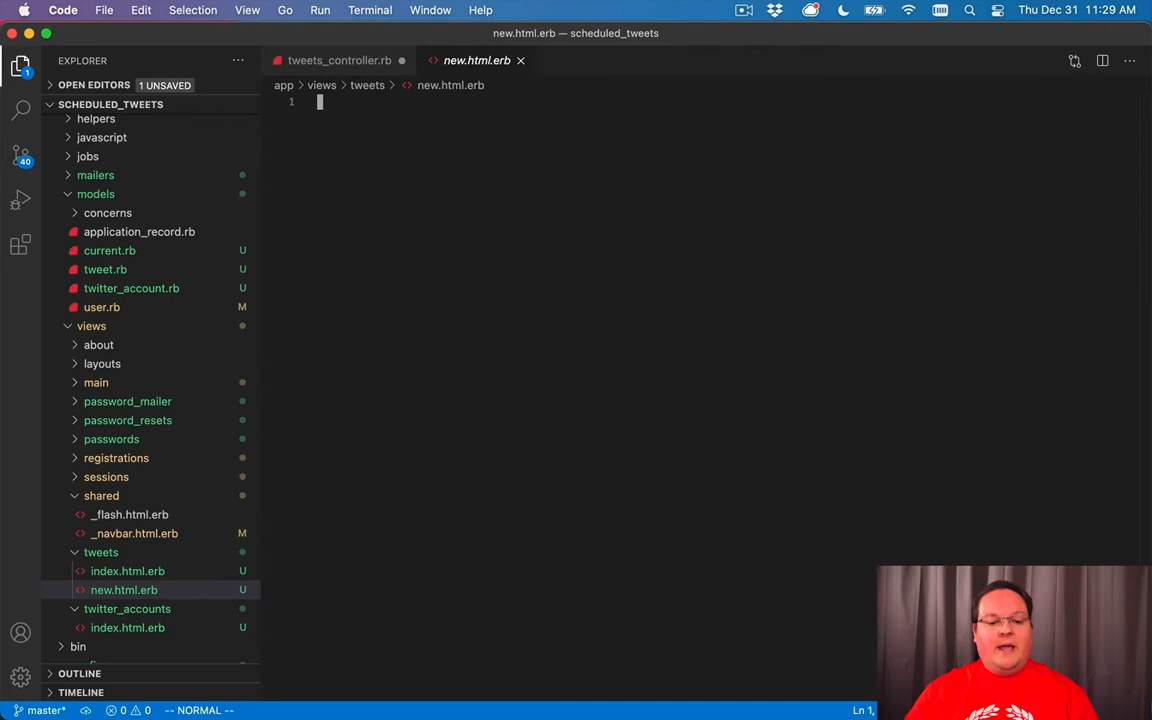 Code File Edit Selection View Go Run Terminal Window Help Thu Dec 31 11:29 AM
new.html.erb — scheduled_tweets
EXPLORER
tweets_controller.rb
new.html.erb
OPEN EDITORS 1 UNSAVED
app views tweets new.html.erb
SCHEDULED_TWEETS
1
helpers
javascript
jobs
mailers
models
concerns
application_record.rb
current.rb U
tweet.rb U
twitter_account.rb U
user.rb M
views
about
layouts
main
password_mailer
password_resets
passwords
registrations
sessions
shared
_flash.html.erb
_navbar.html.erb M
tweets
index.html.erb U
new.html.erb U
twitter_accounts
index.html.erb U
bin
OUTLINE
TIMELINE
1
40
master* 0 0 -- NORMAL -- Ln 1,